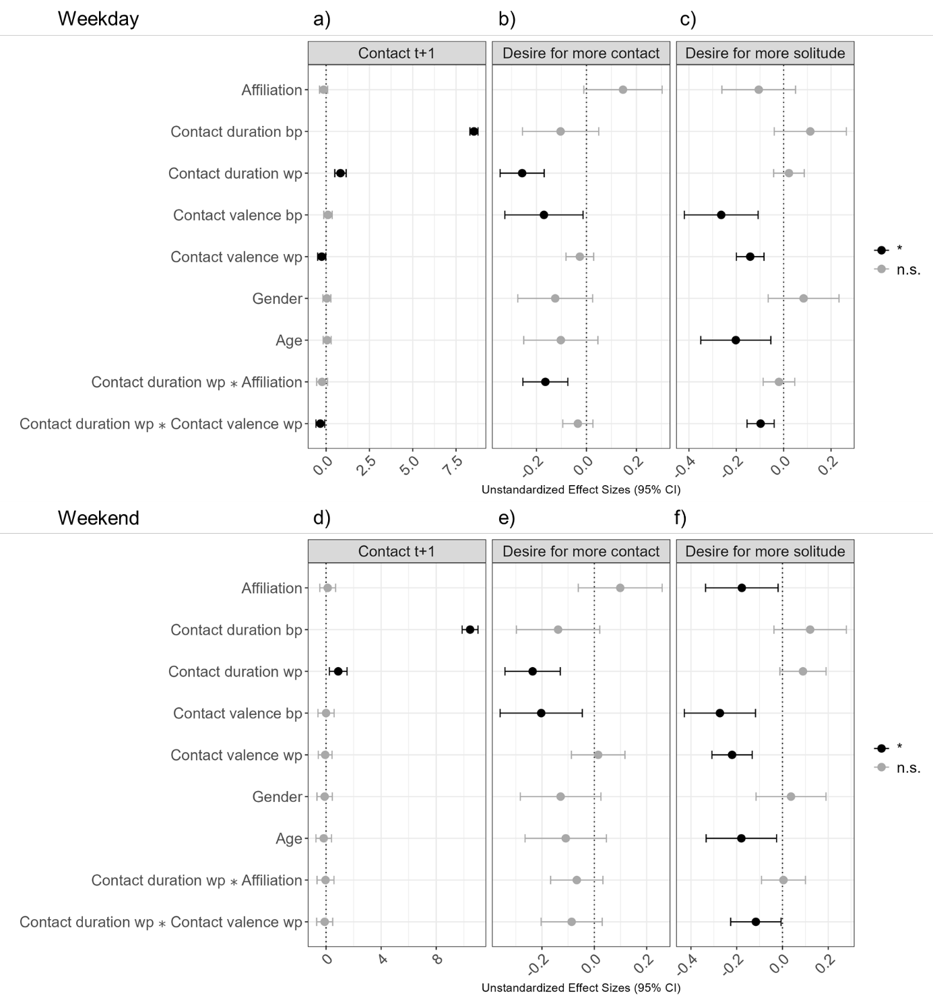 Weekday a) b) c)
Contact t+1 Desire for more contact Desire for more solitude
Affiliation
Contact duration bp
Contact duration wp
Contact valence bp
Contact valence wp
Gender
Age
Contact duration wp * Affiliation
Contact duration wp * Contact valence wp
*
n.s.
0.0 2.5 5.0 7.5 -0.2 0.0 0.2 -0.4 -0.2 0.0 0.2
Unstandardized Effect Sizes (95% CI)
Weekend d) e) f)
Contact t+1 Desire for more contact Desire for more solitude
Affiliation
Contact duration bp
Contact duration wp
Contact valence bp
Contact valence wp
Gender
Age
Contact duration wp * Affiliation
Contact duration wp * Contact valence wp
*
n.s.
0 4 8 -0.2 0.0 0.2 -0.4 -0.2 0.0 0.2
Unstandardized Effect Sizes (95% CI)